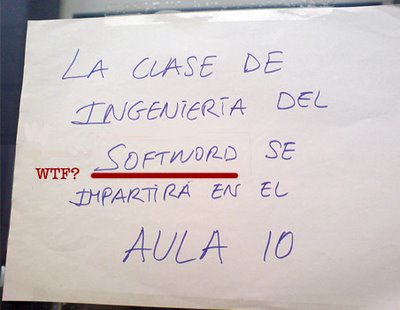 LA CLASE DE
INGENIERÍA DEL
WTF? SOFTWORD SE
IMPARTIRÁ EN EL
AULA 10